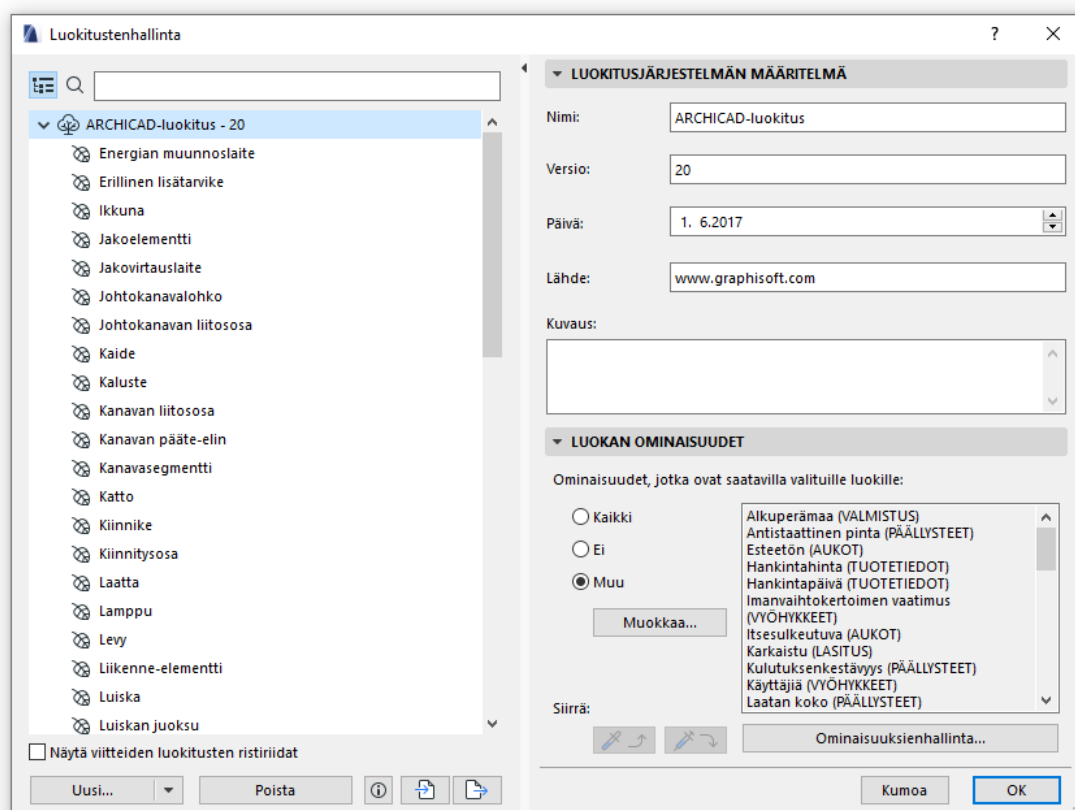 Luokitustenhallinta
?
ARCHICAD-luokitus - 20
Energian muunnoslaite
Erillinen lisätarvike
Ikkuna
Jakoelementti
Jakovirtauslaite
Johtokanavalohko
Johtokanavan liitososa
Kaide
Kaluste
Kanavan liitososa
Kanavan pääte-elin
Kanavasegmentti
Katto
Kiinnike
Kiinnitysosa
Laatta
Lamppu
Levy
Liikenne-elementti
Luiska
Luiskan juoksu
Näytä viitteiden luokitusten ristiriidat
Uusi...
Poista
LUOKITUSJÄRJESTELMÄN MÄÄRITELMÄ
Nimi: ARCHICAD-luokitus
Versio: 20
Päivä: 1. 6.2017
Lähde: www.graphisoft.com
Kuvaus:
LUOKAN OMINAISUUDET
Ominaisuudet, jotka ovat saatavilla valituille luokille:
Kaikki
Ei
Muu
Muokkaa...
Alkuperämaa (VALMISTUS)
Antistaattinen pinta (PÄÄLLYSTEET)
Esteetön (AUKOT)
Hankintahinta (TUOTETIEDOT)
Hankintapäivä (TUOTETIEDOT)
Imanvaihtokertoimen vaatimus
(VYÖHYKKEET)
Itsesulkeutuva (AUKOT)
Karkaistu (LASITUS)
Kulutuksenkestävyys (PÄÄLLYSTEET)
Käyttäjiä (VYÖHYKKEET)
Laatan koko (PÄÄLLYSTEET)
Siirrä:
Ominaisuuksienhallinta...
Kumoa
OK